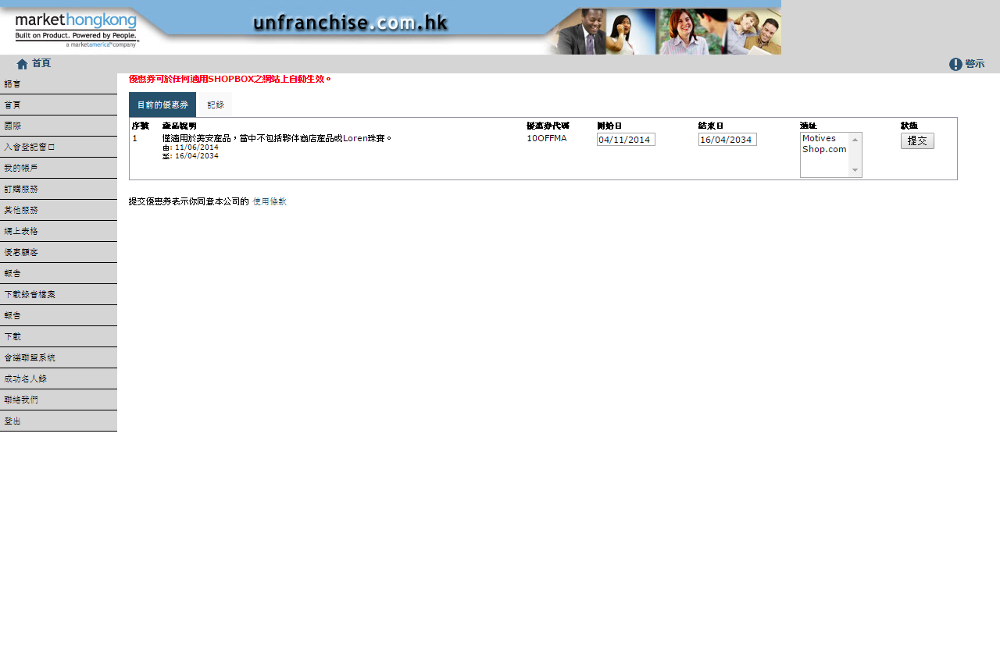 markethongkong
Built on Product. Powered by People.™
a marketamerica™ company
unfranchise.com.hk
首頁
警示
優惠券可於任何適用SHOPBOX之網站上自動生效。
語言
首頁
國際
入會登記窗口
我的帳戶
訂購服務
其他服務
網上表格
優惠顧客
報告
下載錄音檔案
報告
下載
會議聯盟系統
成功名人錄
聯絡我們
登出
目前的優惠券 記錄
序號 產品說明 優惠券代碼 開始日 結束日 適址 狀態
1 僅適用於美安產品，當中不包括夥伴商店產品或Loren珠寶。 10OFFMA 04/11/2014 16/04/2034 Motives 提交
由: 11/06/2014 Shop.com
至: 16/04/2034
提交優惠券表示你同意本公司的 使用條款